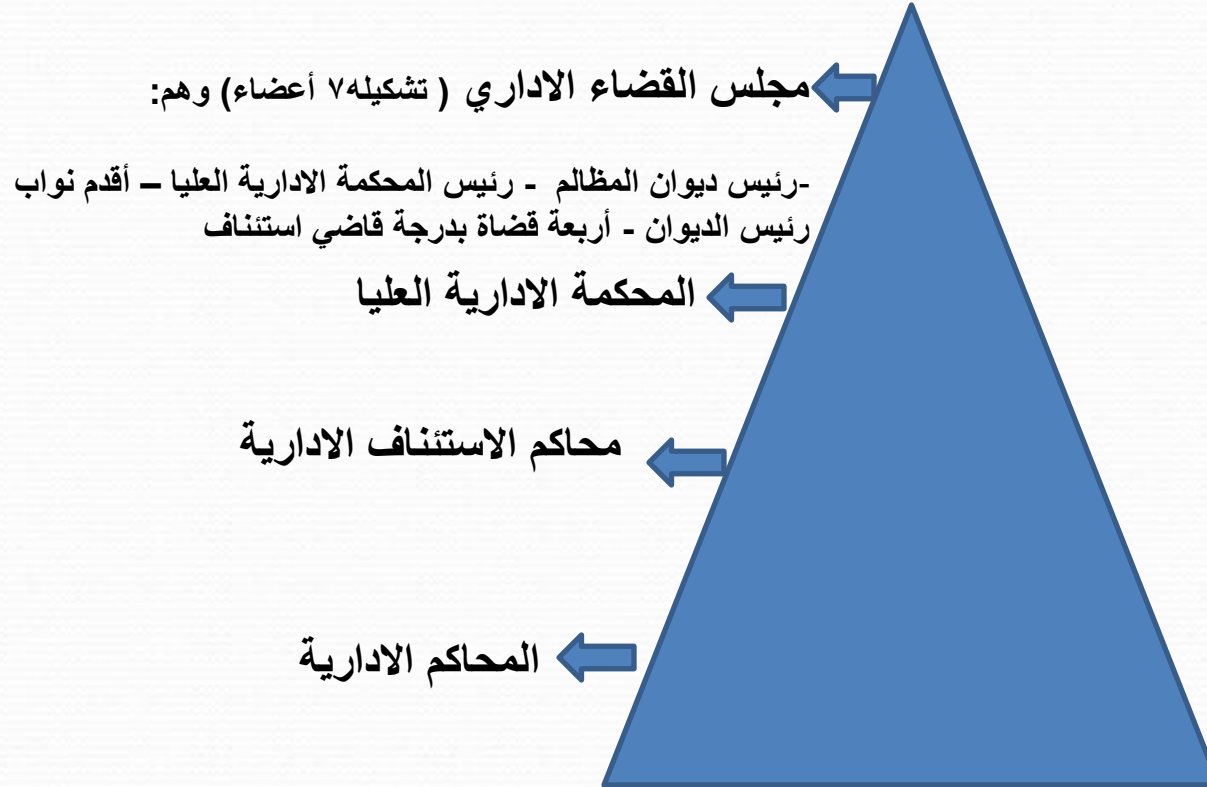 مجلس القضاء الاداري ( تشكيله٧ أعضاء) وهم:
-رئيس ديوان المظالم - رئيس المحكمة الادارية العليا – أقدم نواب
رئيس الديوان - أربعة قضاة بدرجة قاضي استئناف
المحكمة الادارية العليا
محاكم الاستئناف الادارية
المحاكم الادارية